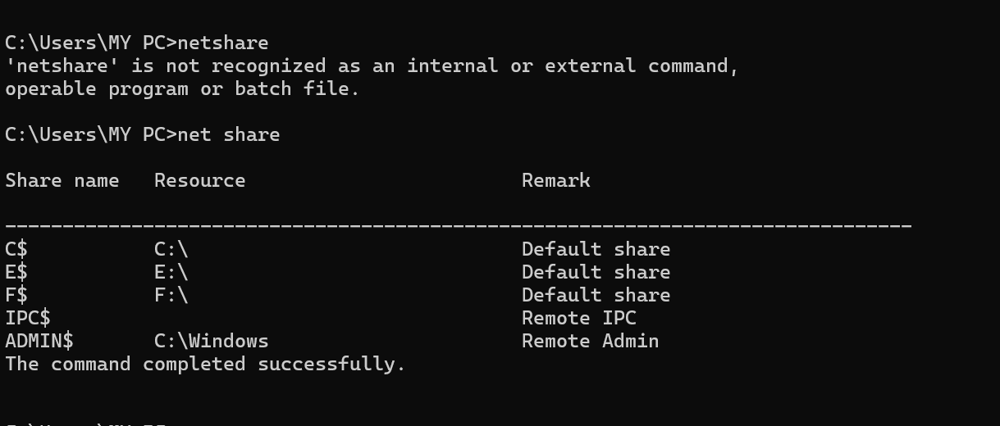 C:\Users\MY PC>netshare
'netshare' is not recognized as an internal or external command,
operable program or batch file.
C:\Users\MY PC>net share
Share name   Resource                        Remark
-------------------------------------------------------------------------------
C$           C:\                             Default share
E$           E:\                             Default share
F$           F:\                             Default share
IPC$                                         Remote IPC
ADMIN$       C:\Windows                      Remote Admin
The command completed successfully.